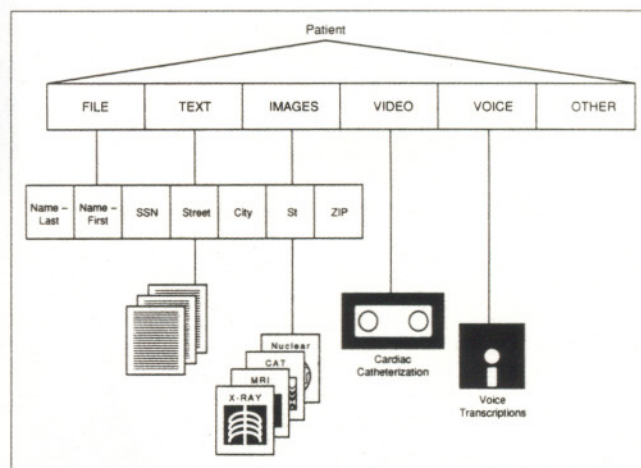 Patient
FILE TEXT IMAGES VIDEO VOICE OTHER
Name – Name – SSN Street City St ZIP
Last First
Nuclear
CAT
MRI
X-RAY
Cardiac
Catheterization
Voice
Transcriptions